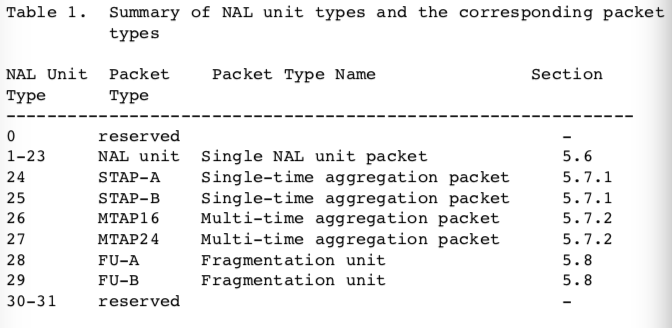 Table 1.  Summary of NAL unit types and the corresponding packet
          types

NAL Unit  Packet    Packet Type Name               Section
Type      Type
-------------------------------------------------------------
0        reserved                                     -
1-23     NAL unit  Single NAL unit packet             5.6
24       STAP-A    Single-time aggregation packet     5.7.1
25       STAP-B    Single-time aggregation packet     5.7.1
26       MTAP16    Multi-time aggregation packet      5.7.2
27       MTAP24    Multi-time aggregation packet      5.7.2
28       FU-A      Fragmentation unit                 5.8
29       FU-B      Fragmentation unit                 5.8
30-31    reserved                                     -